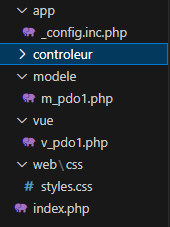 app
_config.inc.php
controleur
modele
m_pdo1.php
vue
v_pdo1.php
web\css
# styles.css
index.php